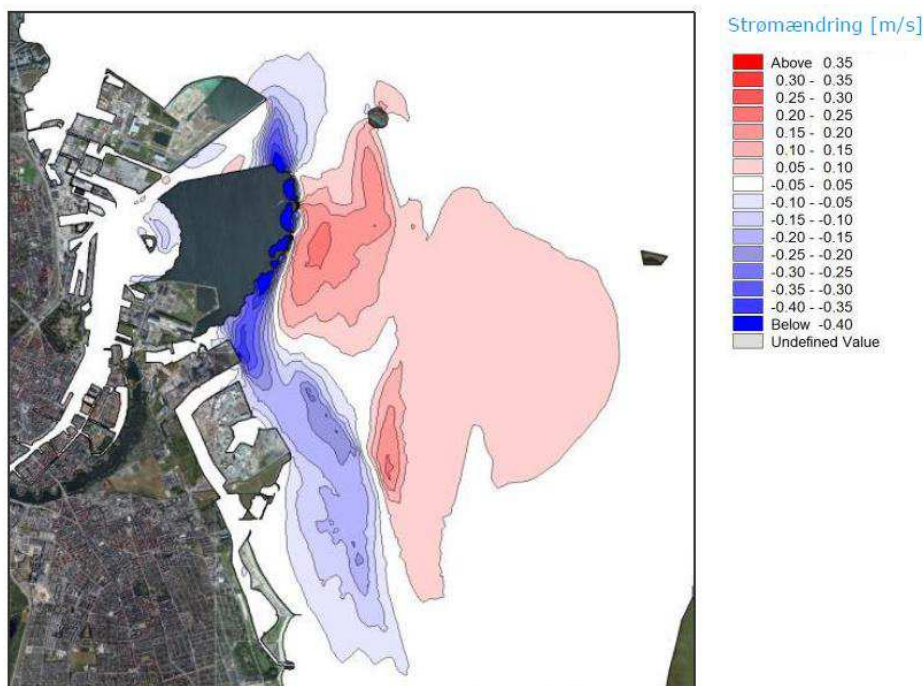 Strømændring [m/s]
Above 0.35
0.30 - 0.35
0.25 - 0.30
0.20 - 0.25
0.15 - 0.20
0.10 - 0.15
0.05 - 0.10
-0.05 - 0.05
-0.10 - -0.05
-0.15 - -0.10
-0.20 - -0.15
-0.25 - -0.20
-0.30 - -0.25
-0.35 - -0.30
-0.40 - -0.35
Below -0.40
Undefined Value